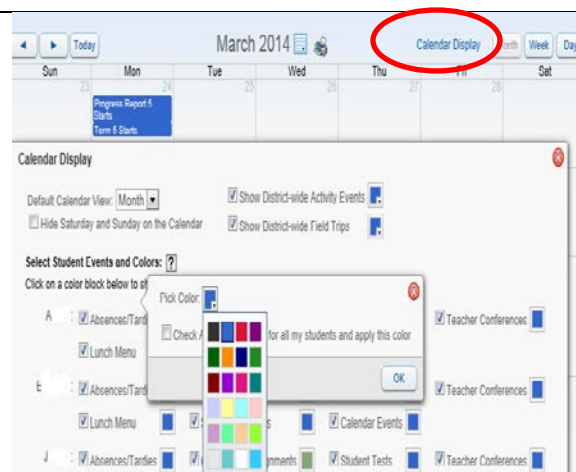 Today March 2014 Calendar Display Month Week Day
Sun Mon Tue Wed Thu Fri Sat
23 24 25 26 27 28
Progress Report 5
Starts
Term 5 Starts
Calendar Display
Default Calendar View: Month Show District-wide Activity Events
Hide Saturday and Sunday on the Calendar Show District-wide Field Trips
Select Student Events and Colors: ?
Click on a color block below to
Pick Color:
A : Absences/Tardi Teacher Conferences
Check for all my students and apply this color
Lunch Menu
OK
E : Absences/Tardi Teacher Conferences
Lunch Menu Calendar Events
J : Absences/Tardies Student Tests Teacher Conferences